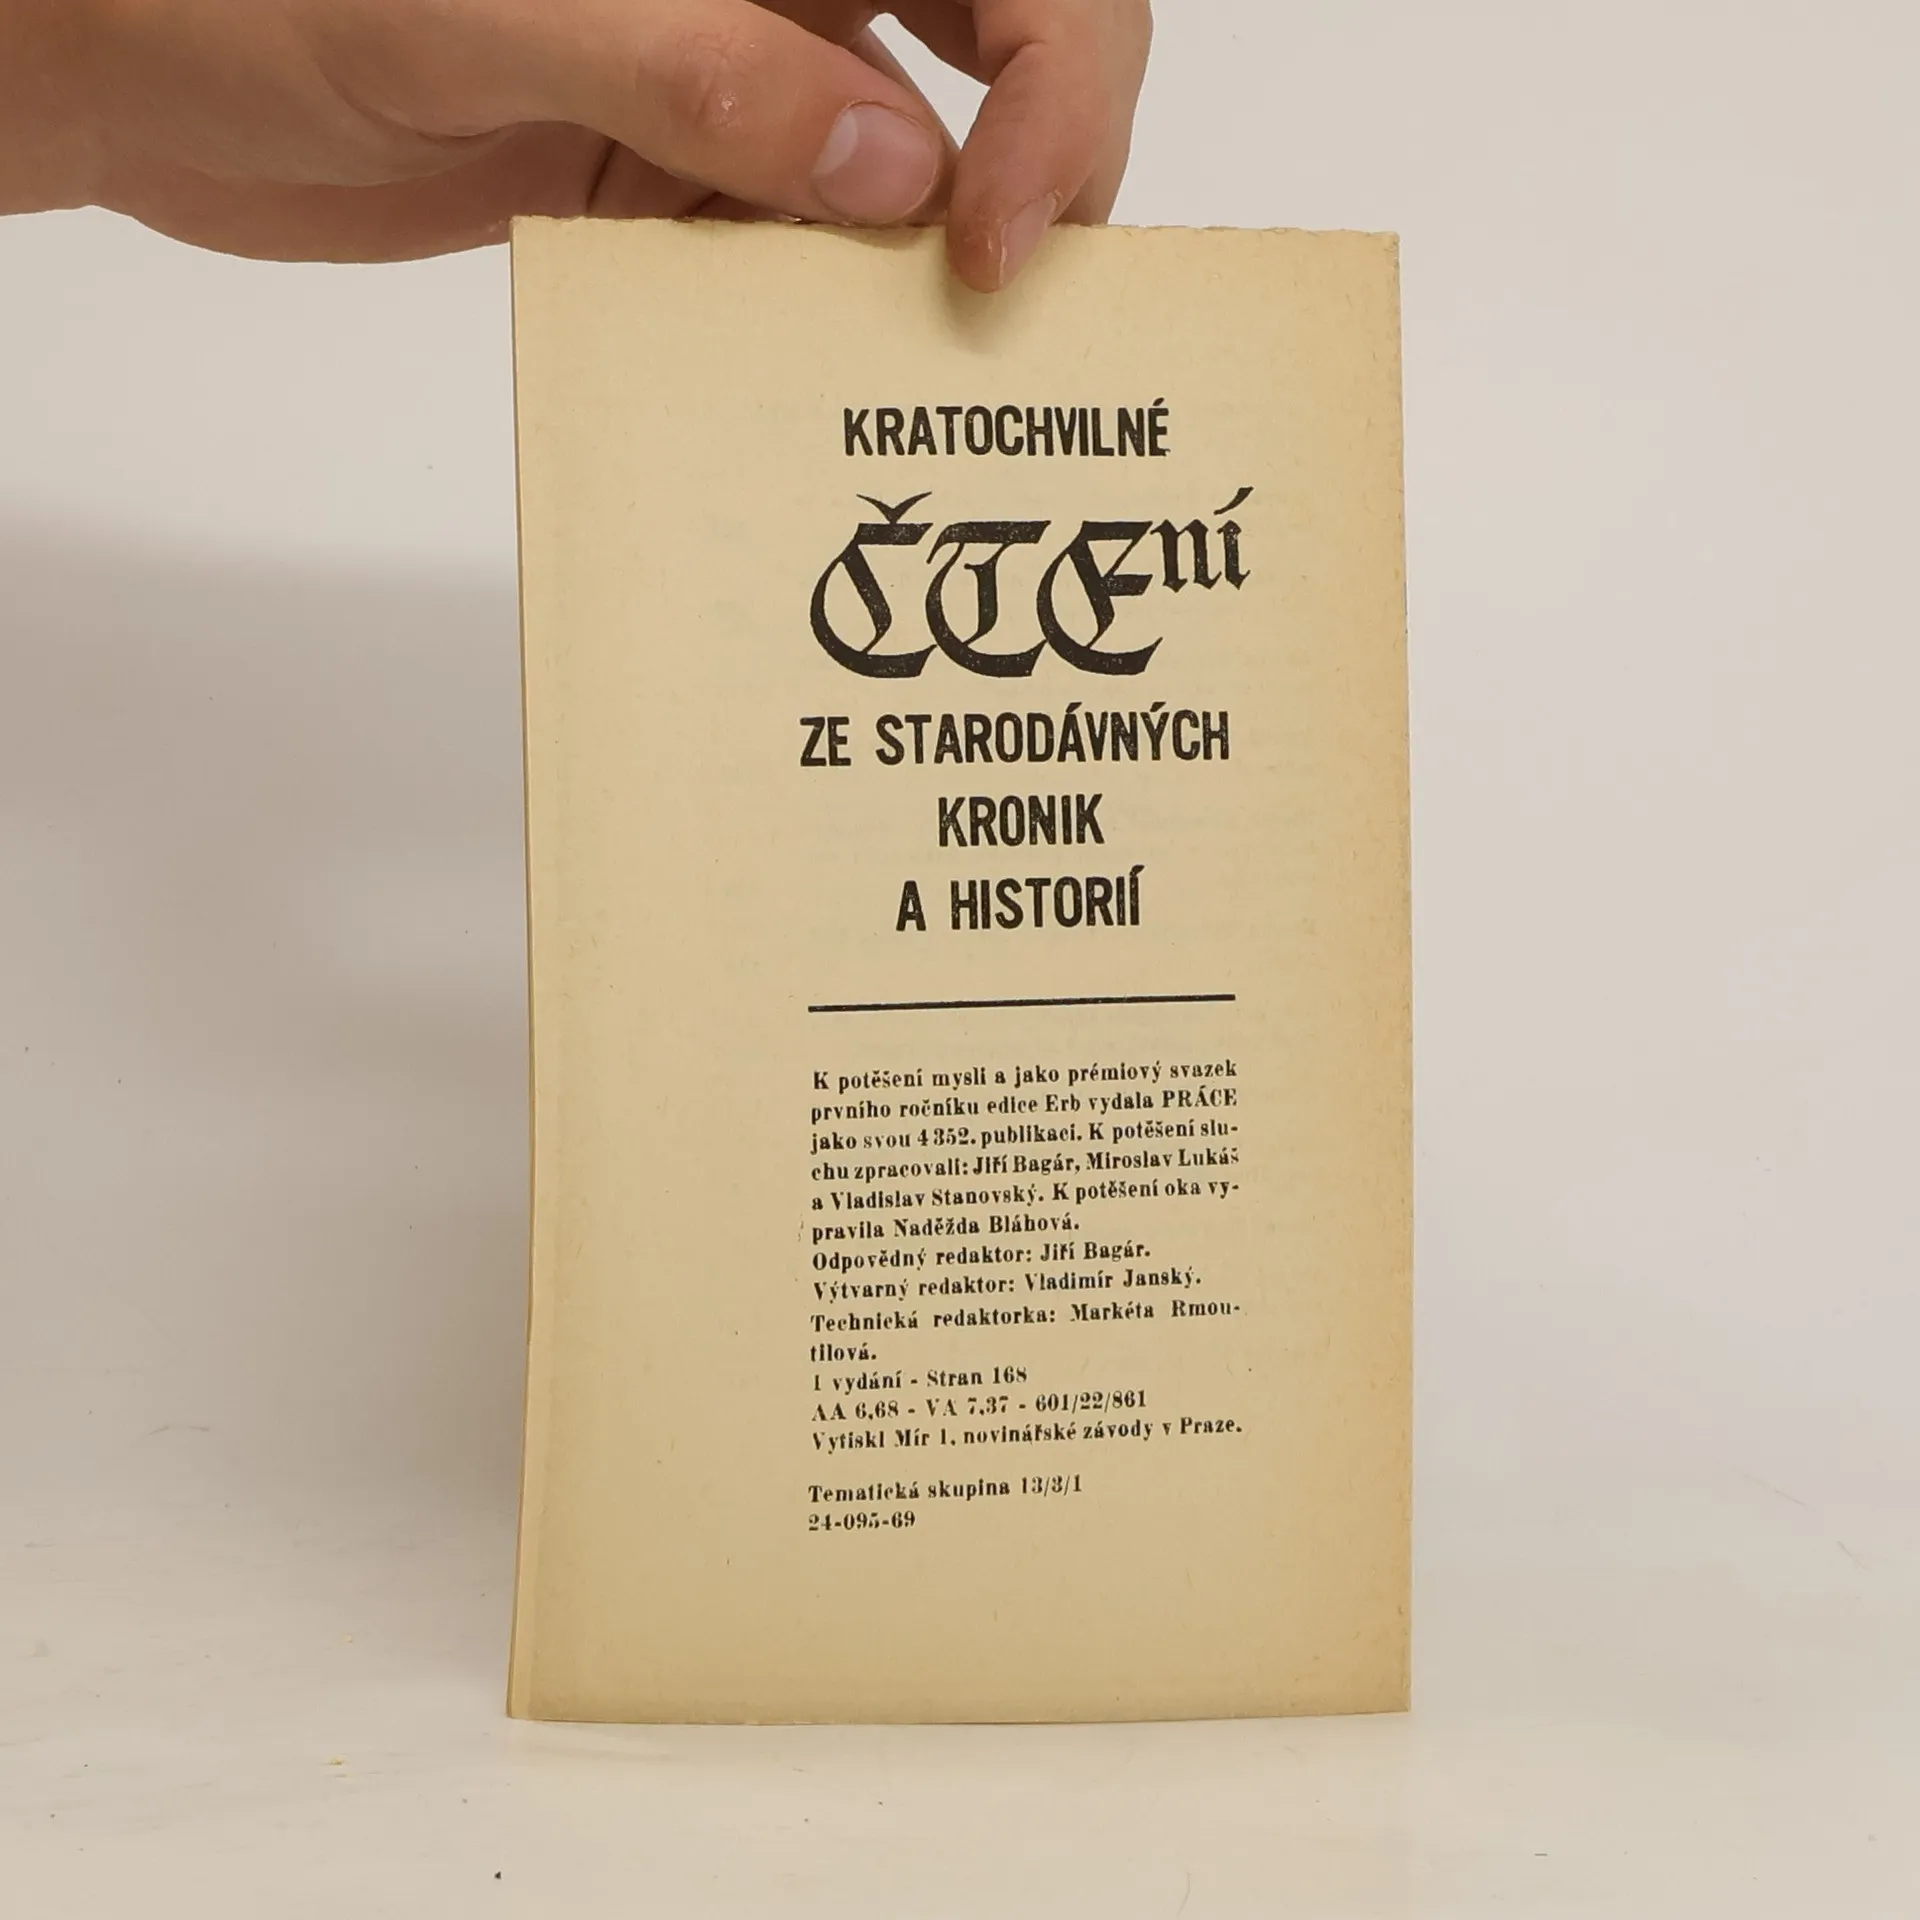 KRATOCHVILNÉ
ČTEní
ZE STARODÁVNÝCH
KRONIK
A HISTORIÍ
K potěšení mysli a jako prémiový svazek
prvního ročníku edice Erb vydala PRÁCE
jako svou 4 352. publikaci. K potěšení slu-
chu zpracovali: Jiří Bagár, Miroslav Lukáš
a Vladislav Stanovský. K potěšení oka vy-
pravila Naděžda Bláhová.
Odpovědný redaktor: Jiří Bagár.
Výtvarný redaktor: Vladimír Janský.
Technická redaktorka: Markéta Rmou-
tilová.
1 vydání - Stran 168
AA 6,68 - VA 7,37 - 601/22/861
Vytiskl Mír 1, novinářské závody v Praze.
Tematická skupina 13/3/1
24-095-69